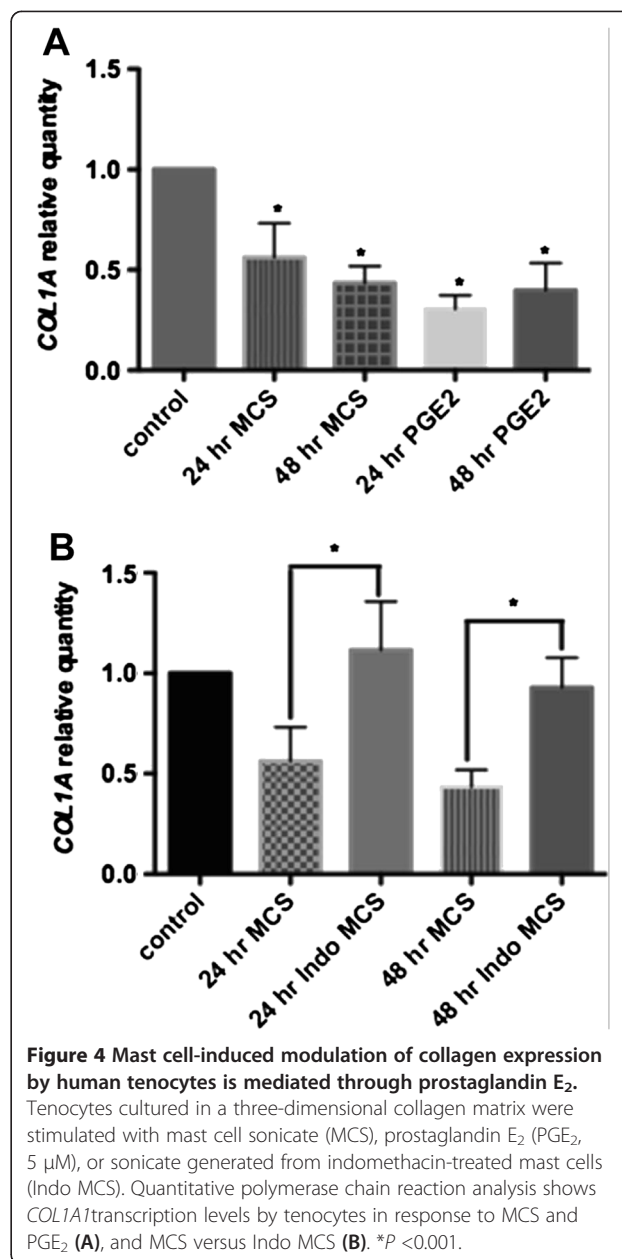 A
COL1A relative quantity
1.5
1.0
0.5
0.0
*
*
*
*
control
24 hr MCS
48 hr MCS
24 hr PGE2
48 hr PGE2
B
COL1A relative quantity
1.5
1.0
0.5
0.0
*
*
control
24 hr MCS
24 hr Indo MCS
48 hr MCS
48 hr Indo MCS
Figure 4 Mast cell-induced modulation of collagen expression
by human tenocytes is mediated through prostaglandin E₂.
Tenocytes cultured in a three-dimensional collagen matrix were
stimulated with mast cell sonicate (MCS), prostaglandin E₂ (PGE₂,
5 μM), or sonicate generated from indomethacin-treated mast cells
(Indo MCS). Quantitative polymerase chain reaction analysis shows
COL1A1transcription levels by tenocytes in response to MCS and
PGE₂ (A), and MCS versus Indo MCS (B). *P <0.001.